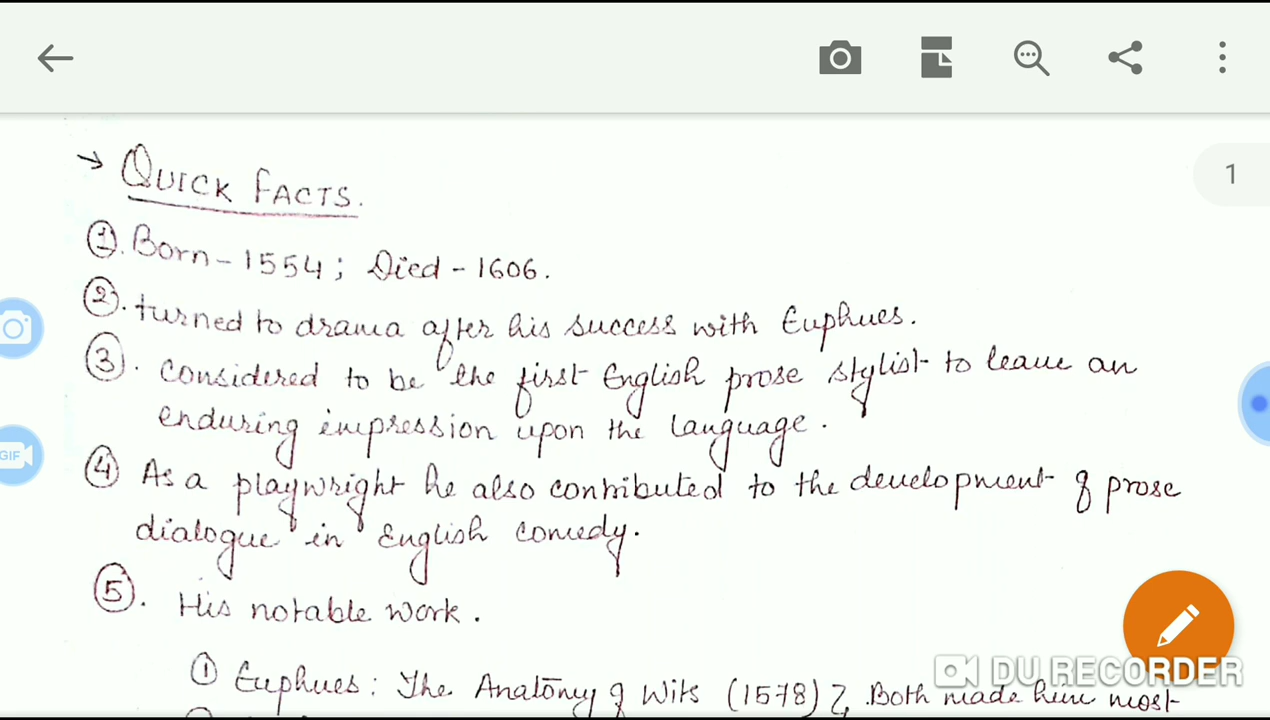 1
→ QUICK FACTS.
①. Born - 1554; Died - 1606.
②. turned to drama after his success with Euphues.
③. Considered to be the first English prose stylist to leave an
enduring impression upon the language.
④ As a playwright he also contributed to the development of prose
dialogue in English comedy.
GIF
⑤. His notable work.
① Euphues: The Anatomy of Wits (1578) Both made him most
DU RECORDER